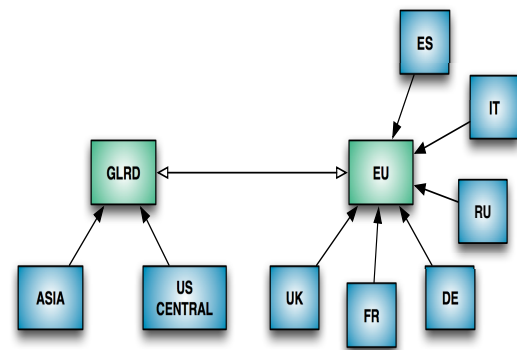 ES
IT
GLRD
EU
RU
ASIA
US
CENTRAL
UK
FR
DE